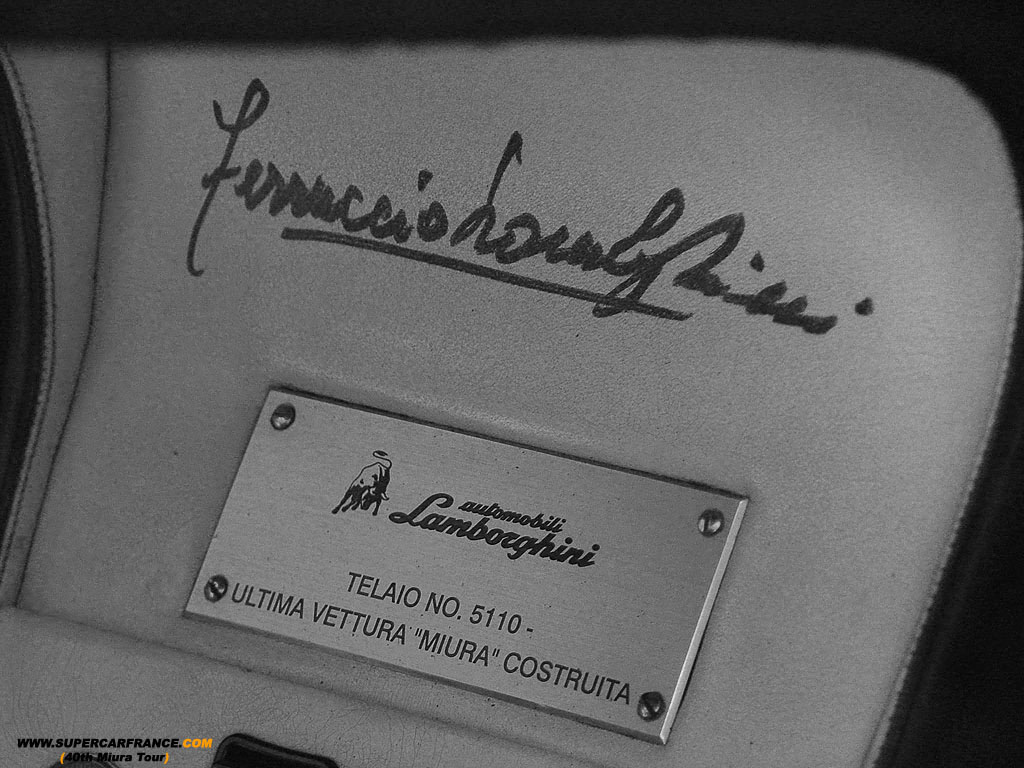 Ferruccio Lamborghini
automobili
Lamborghini
TELAIO NO. 5110 -
ULTIMA VETTURA "MIURA" COSTRUITA
WWW.SUPERCARFRANCE.COM
(40th Miura Tour)